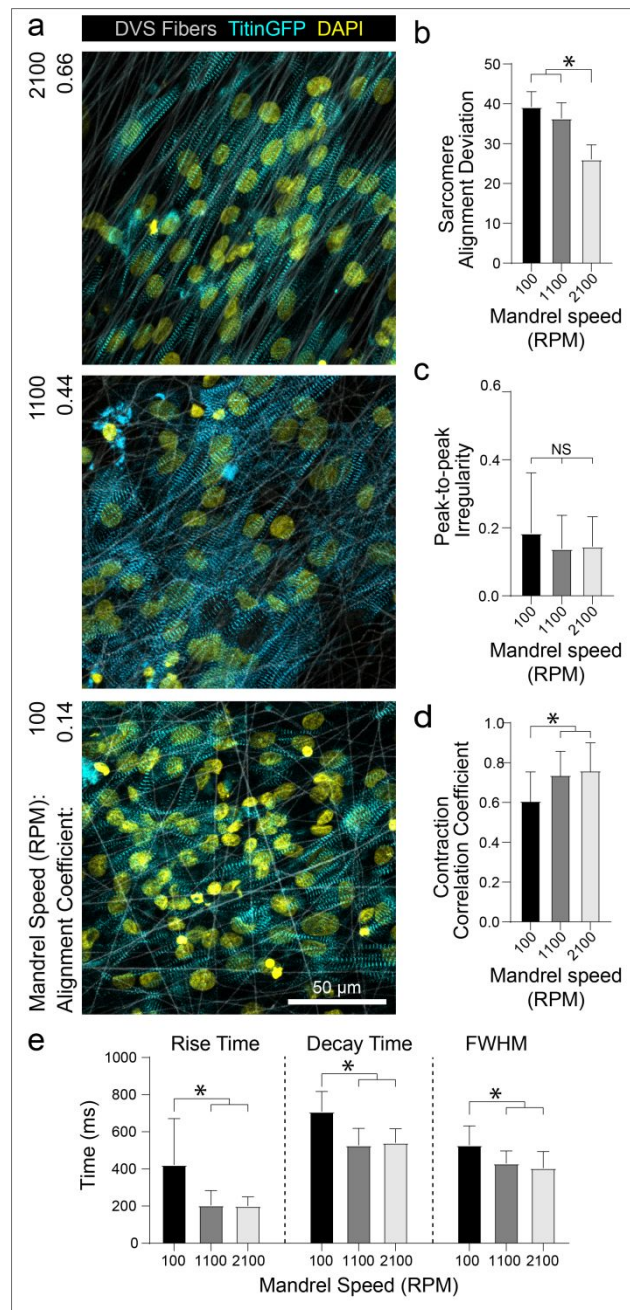 a
DVS Fibers TitinGFP DAPI
2100
0.66
1100
0.44
100
0.14
Mandrel Speed (RPM):
Alignment Coefficient:
50 µm
b
*
50
40
30
20
10
0
Sarcomere
Alignment Deviation
100 1100 2100
Mandrel speed
(RPM)
c
NS
0.6
0.4
0.2
0.0
Peak-to-peak
Irregularity
100 1100 2100
Mandrel speed
(RPM)
d
*
1.0
0.8
0.6
0.4
0.2
0.0
Contraction
Correlation Coefficient
100 1100 2100
Mandrel speed
(RPM)
e
Rise Time Decay Time FWHM
* * *
1000
800
600
400
200
0
Time (ms)
100 1100 2100 100 1100 2100 100 1100 2100
Mandrel Speed (RPM)